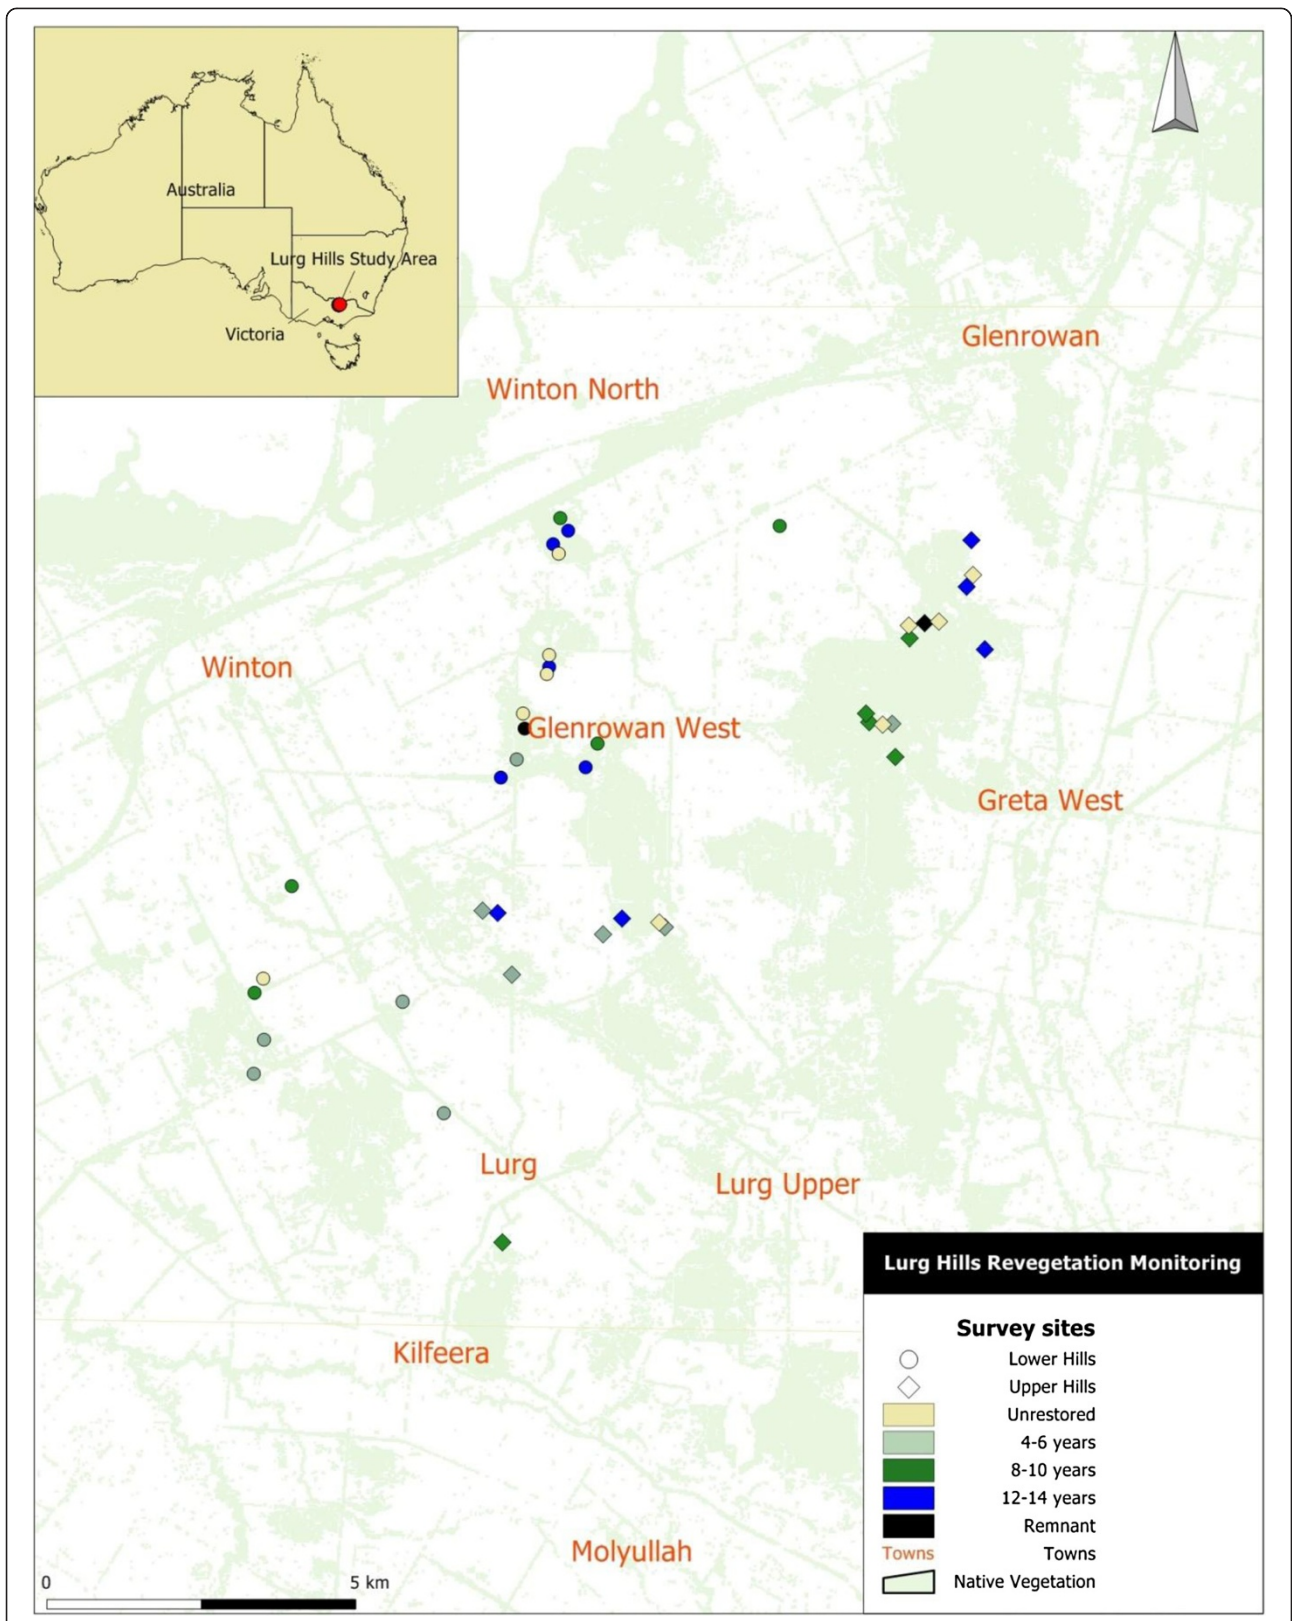 Australia
Lurg Hills Study Area
Victoria
Glenrowan
Winton North
Winton
Glenrowan West
Greta West
Lurg
Lurg Upper
Kilfeera
Molyullah
0 5 km
Lurg Hills Revegetation Monitoring
Survey sites
Lower Hills
Upper Hills
Unrestored
4-6 years
8-10 years
12-14 years
Remnant
Towns Towns
Native Vegetation